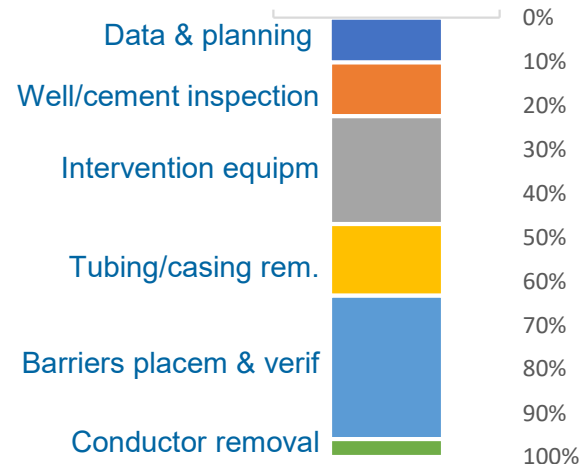 Data & planning
Well/cement inspection
Intervention equipm
Tubing/casing rem.
Barriers placem & verif
Conductor removal
0%
10%
20%
30%
40%
50%
60%
70%
80%
90%
100%